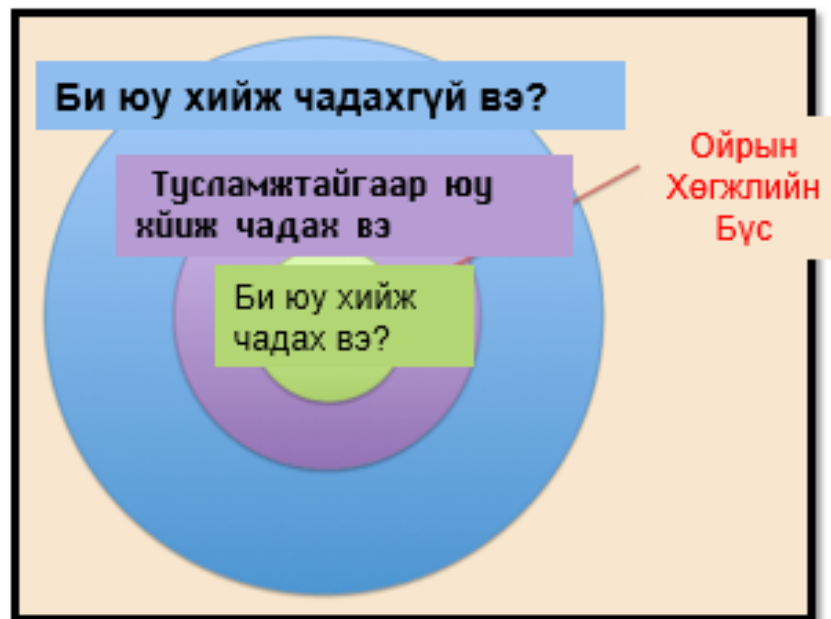 Би юу хийж чадахгүй вэ?
Тусламжтайгаар юу
хйиж чадах вэ
Би юу хийж
чадах вэ?
Ойрын
Хөгжлийн
Бүс